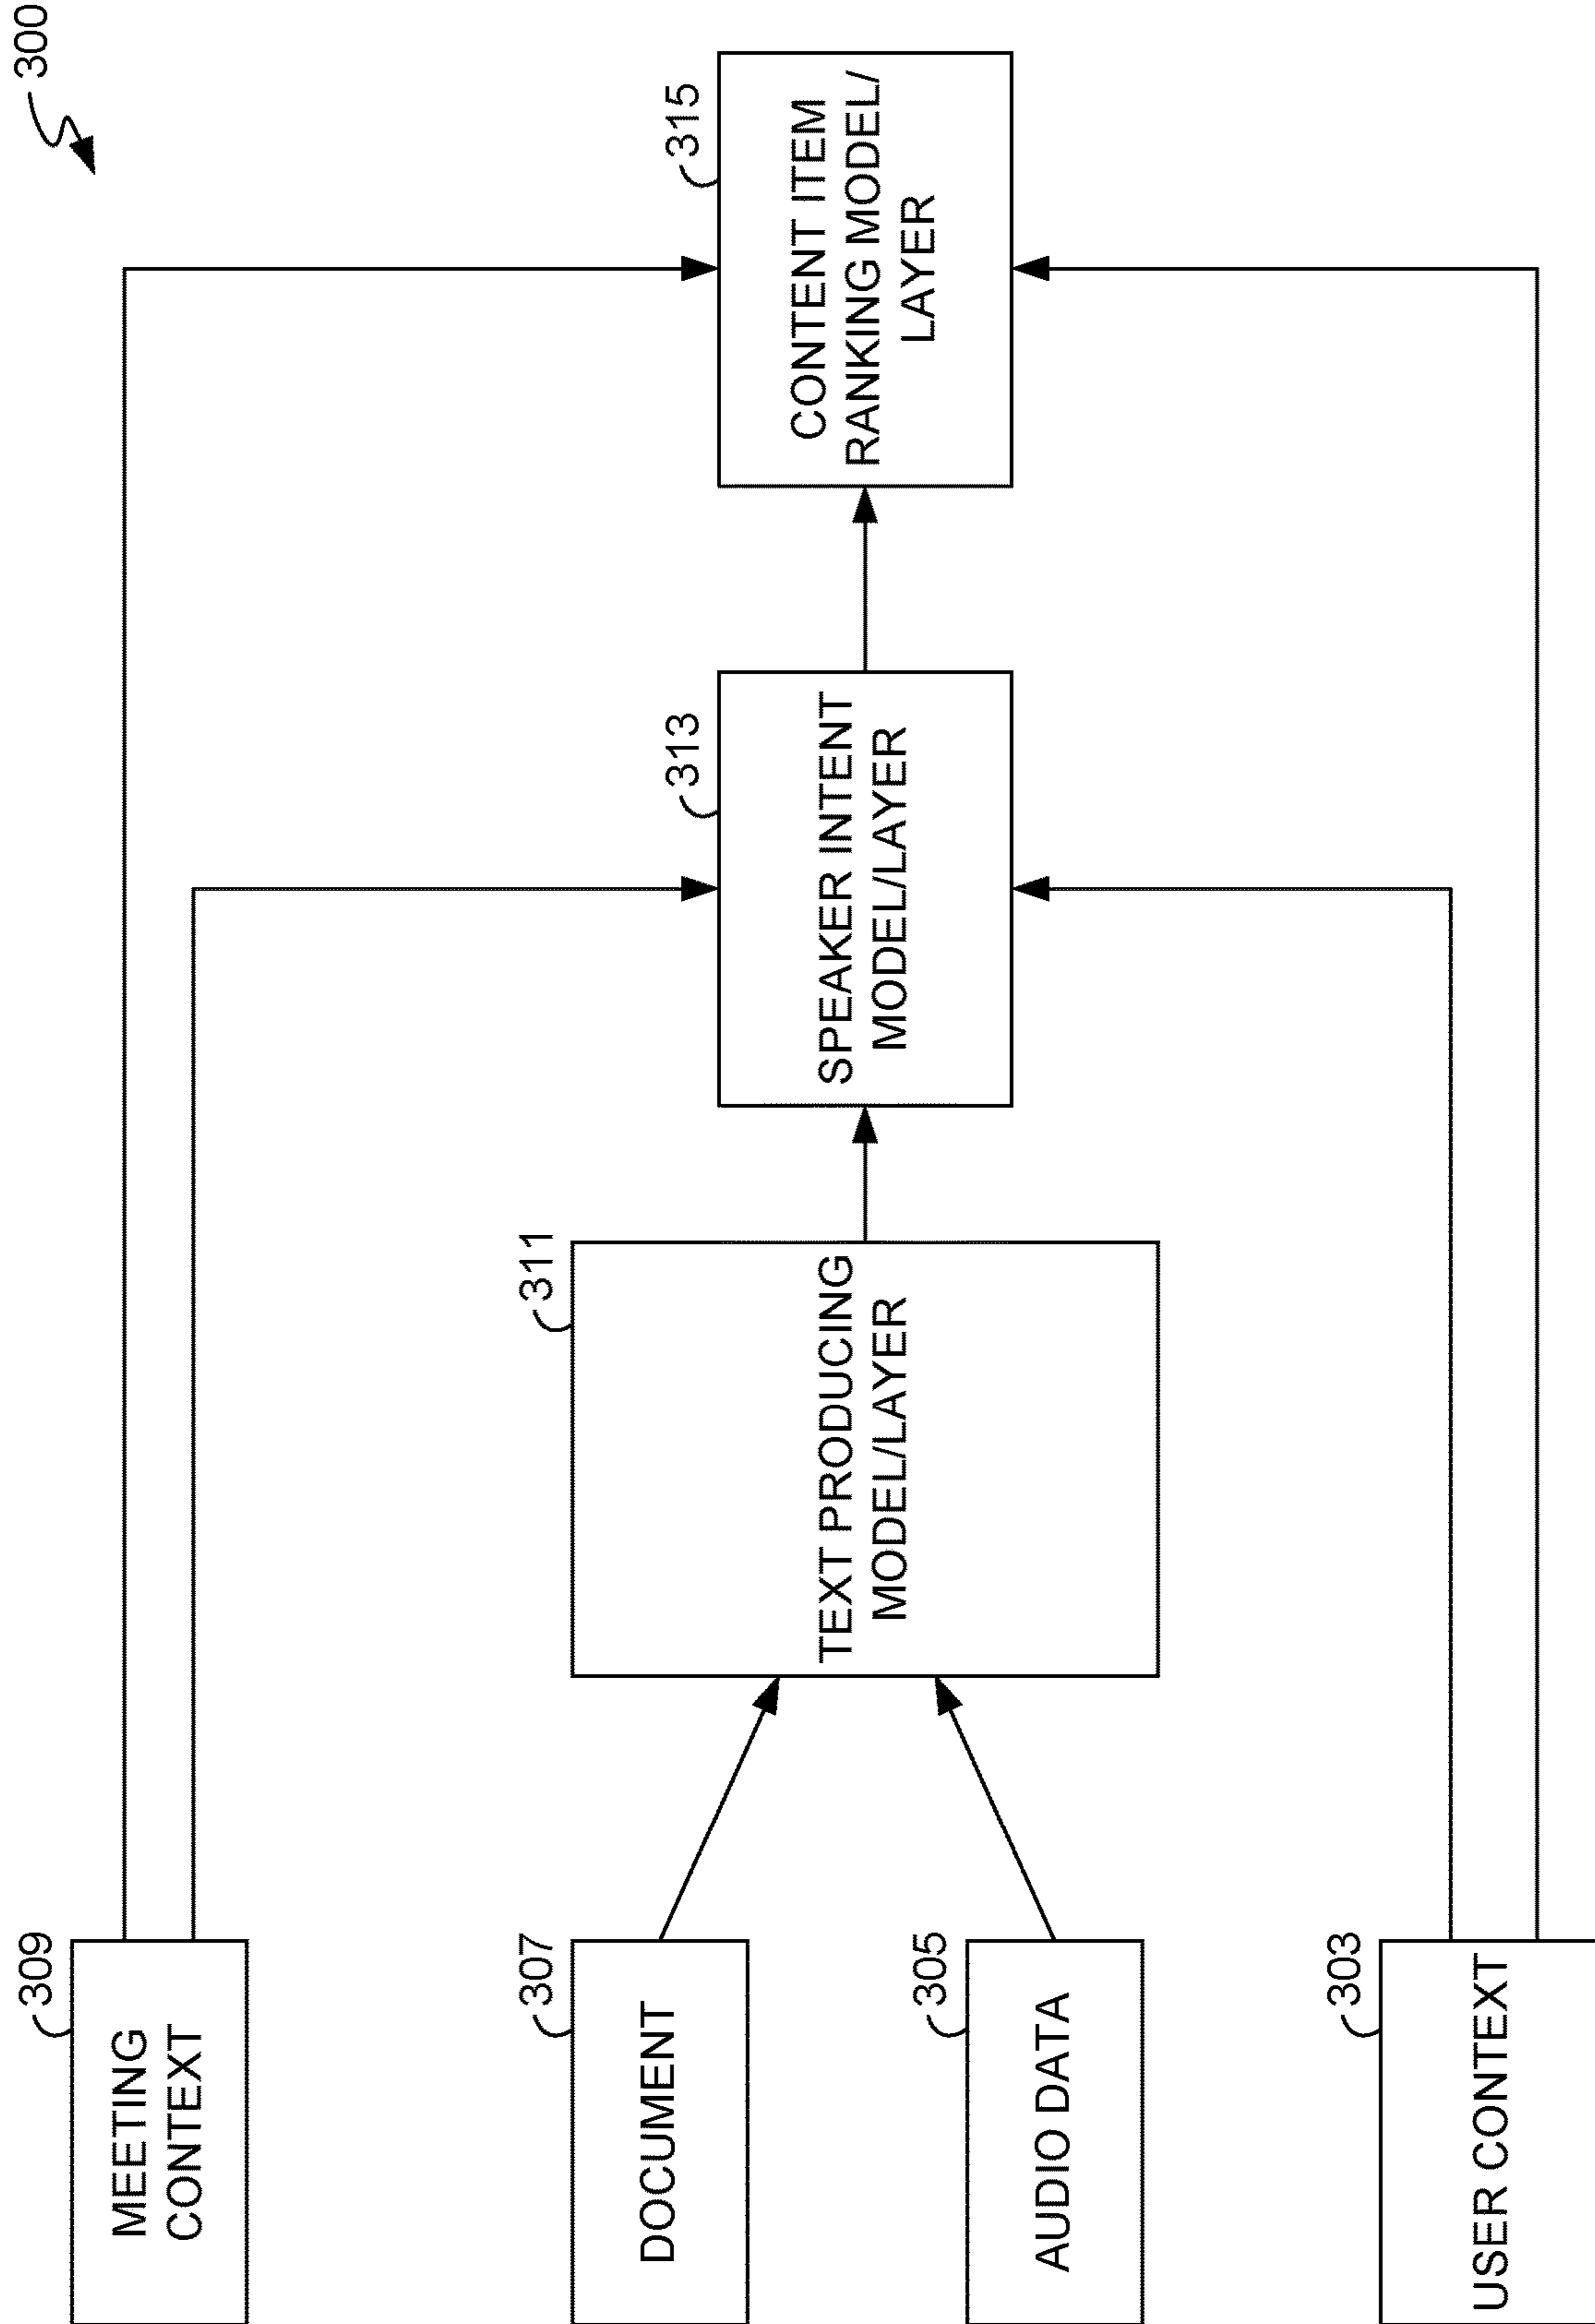 300
309
MEETING
CONTEXT
307
DOCUMENT
305
AUDIO DATA
303
USER CONTEXT
311
TEXT PRODUCING
MODEL/LAYER
313
SPEAKER INTENT
MODEL/LAYER
315
CONTENT ITEM
RANKING MODEL/
LAYER